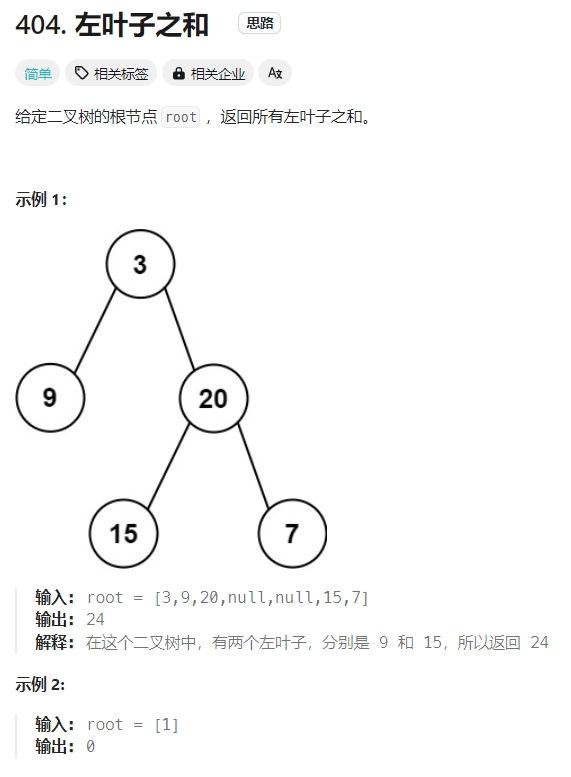 404. 左叶子之和 思路
简单 相关标签 相关企业 Aあ
给定二叉树的根节点 root ，返回所有左叶子之和。
示例 1：
3
9 20
15 7
输入： root = [3,9,20,null,null,15,7]
输出： 24
解释： 在这个二叉树中，有两个左叶子，分别是 9 和 15，所以返回 24
示例 2:
输入： root = [1]
输出： 0